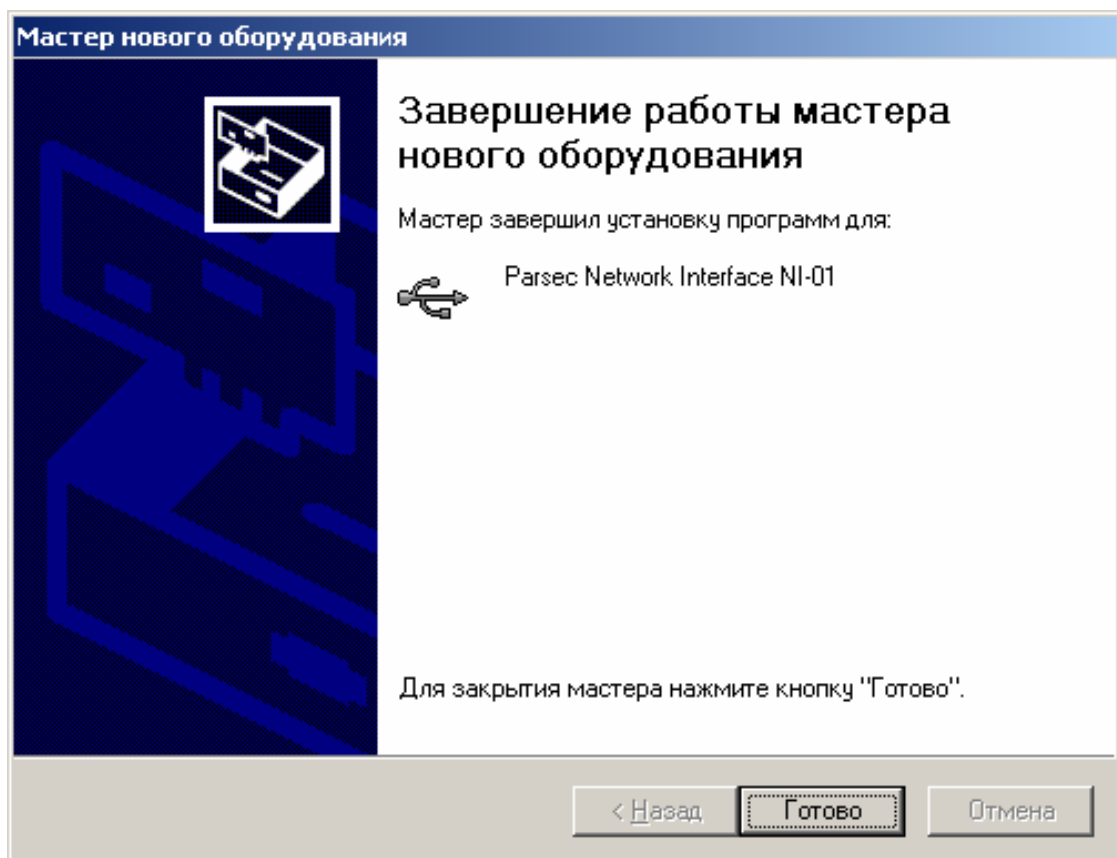 Мастер нового оборудования
Завершение работы мастера
нового оборудования
Мастер завершил установку программ для:
Parsec Network Interface NI-01
Для закрытия мастера нажмите кнопку "Готово".
< Назад
Готово
Отмена